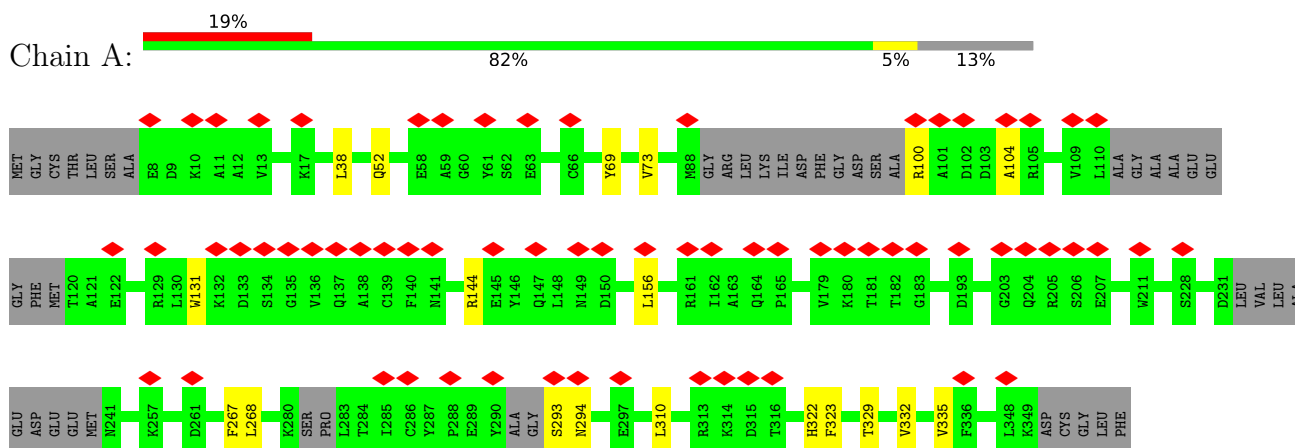 19%
Chain A:
82% 5% 13%
MET GLY CYS THR LEU SER ALA E8 D9 K10 A11 A12 V13 K17 L38 Q52 E58 A59 G60 Y61 S62 E63 C66 Y69 V73 M88 GLY ARG LEU LYS ILE ASP PHE GLY ASP SER ALA R100 A101 D102 D103 A104 R105 V109 L110 ALA GLY ALA ALA GLU GLU
GLY PHE MET T120 A121 E122 R129 L130 W131 K132 D133 S134 G135 V136 Q137 A138 C139 F140 N141 R144 E145 Y146 Q147 L148 N149 D150 L156 R161 I162 A163 Q164 P165 V179 K180 T181 T182 G183 D193 G203 Q204 R205 S206 E207 W211 S228 D231 LEU VAL LEU ALA
GLU ASP GLU GLU MET N241 K257 D261 F267 L268 K280 SER PRO L283 T284 I285 C286 Y287 P288 E289 Y290 ALA GLY S293 N294 E297 L310 R313 K314 D315 T316 H322 F323 T329 V332 V335 F336 L348 K349 ASP CYS GLY LEU PHE